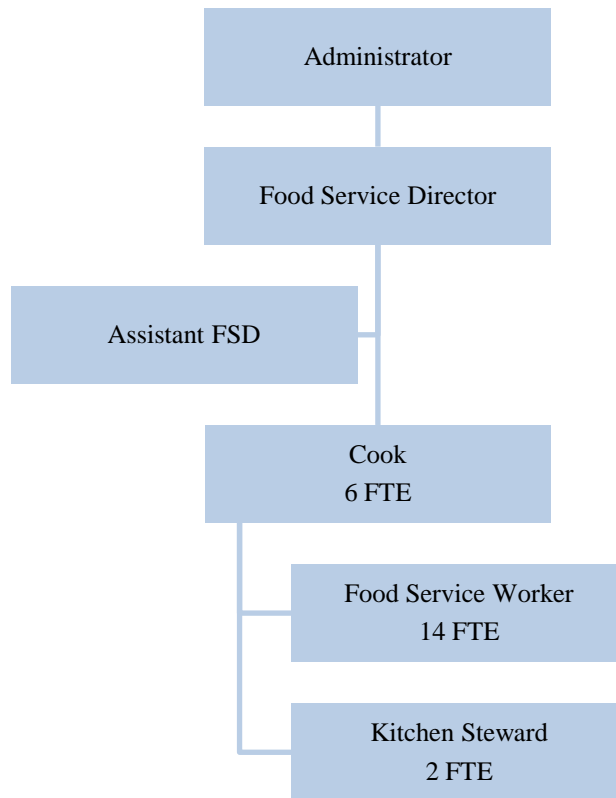 Administrator
Food Service Director
Assistant FSD
Cook
6 FTE
Food Service Worker
14 FTE
Kitchen Steward
2 FTE